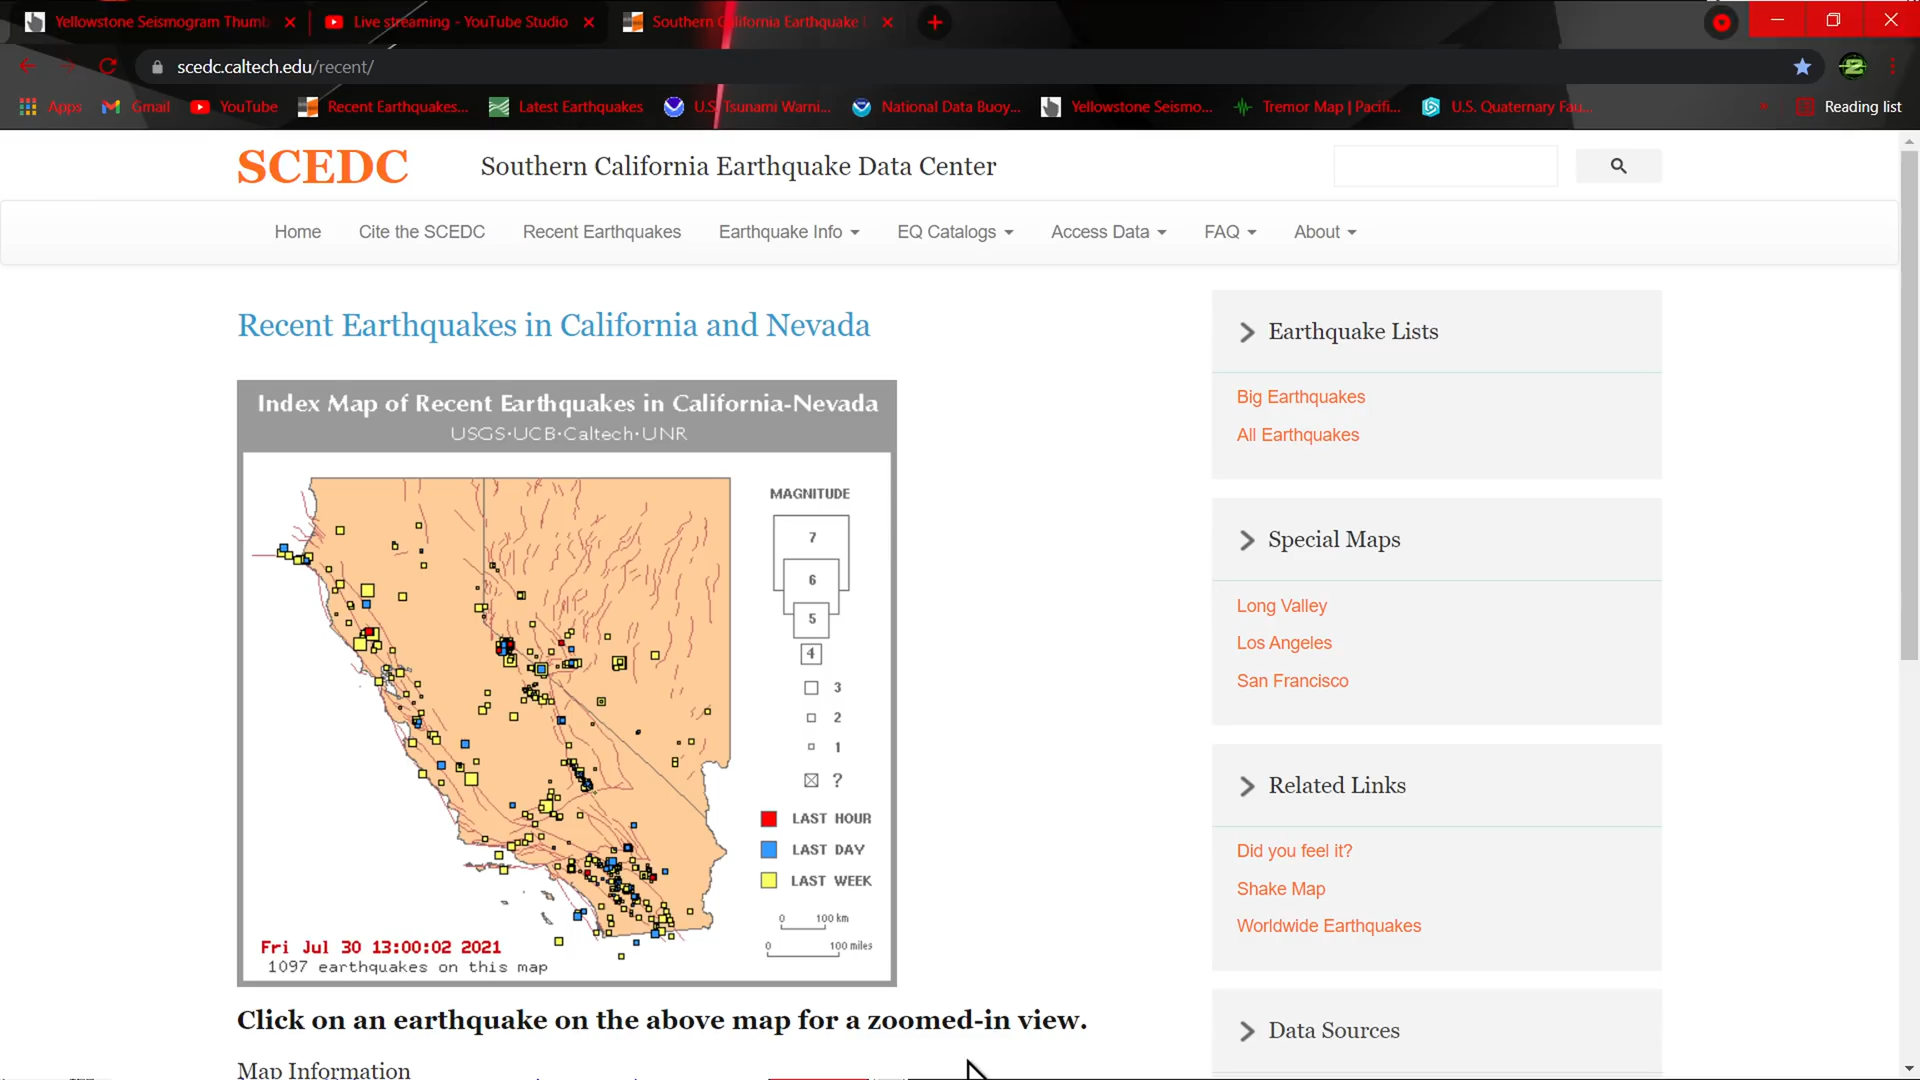 Yellowstone Seismogram Thumb
Live streaming - YouTube Studio
Southern California Earthquake
scedc.caltech.edu/recent/
Apps
Gmail
YouTube
Recent Earthquakes...
Latest Earthquakes
U.S. Tsunami Warni...
National Data Buoy...
Yellowstone Seismo...
Tremor Map | Pacifi...
U.S. Quaternary Fau...
Reading list
SCEDC
Southern California Earthquake Data Center
Home
Cite the SCEDC
Recent Earthquakes
Earthquake Info
EQ Catalogs
Access Data
FAQ
About
Recent Earthquakes in California and Nevada
Index Map of Recent Earthquakes in California-Nevada
USGS·UCB·Caltech·UNR
MAGNITUDE
7
6
5
4
3
2
1
?
LAST HOUR
LAST DAY
LAST WEEK
0 100 km
0 100 miles
Fri Jul 30 13:00:02 2021
1097 earthquakes on this map
Click on an earthquake on the above map for a zoomed-in view.
Map Information
Earthquake Lists
Big Earthquakes
All Earthquakes
Special Maps
Long Valley
Los Angeles
San Francisco
Related Links
Did you feel it?
Shake Map
Worldwide Earthquakes
Data Sources